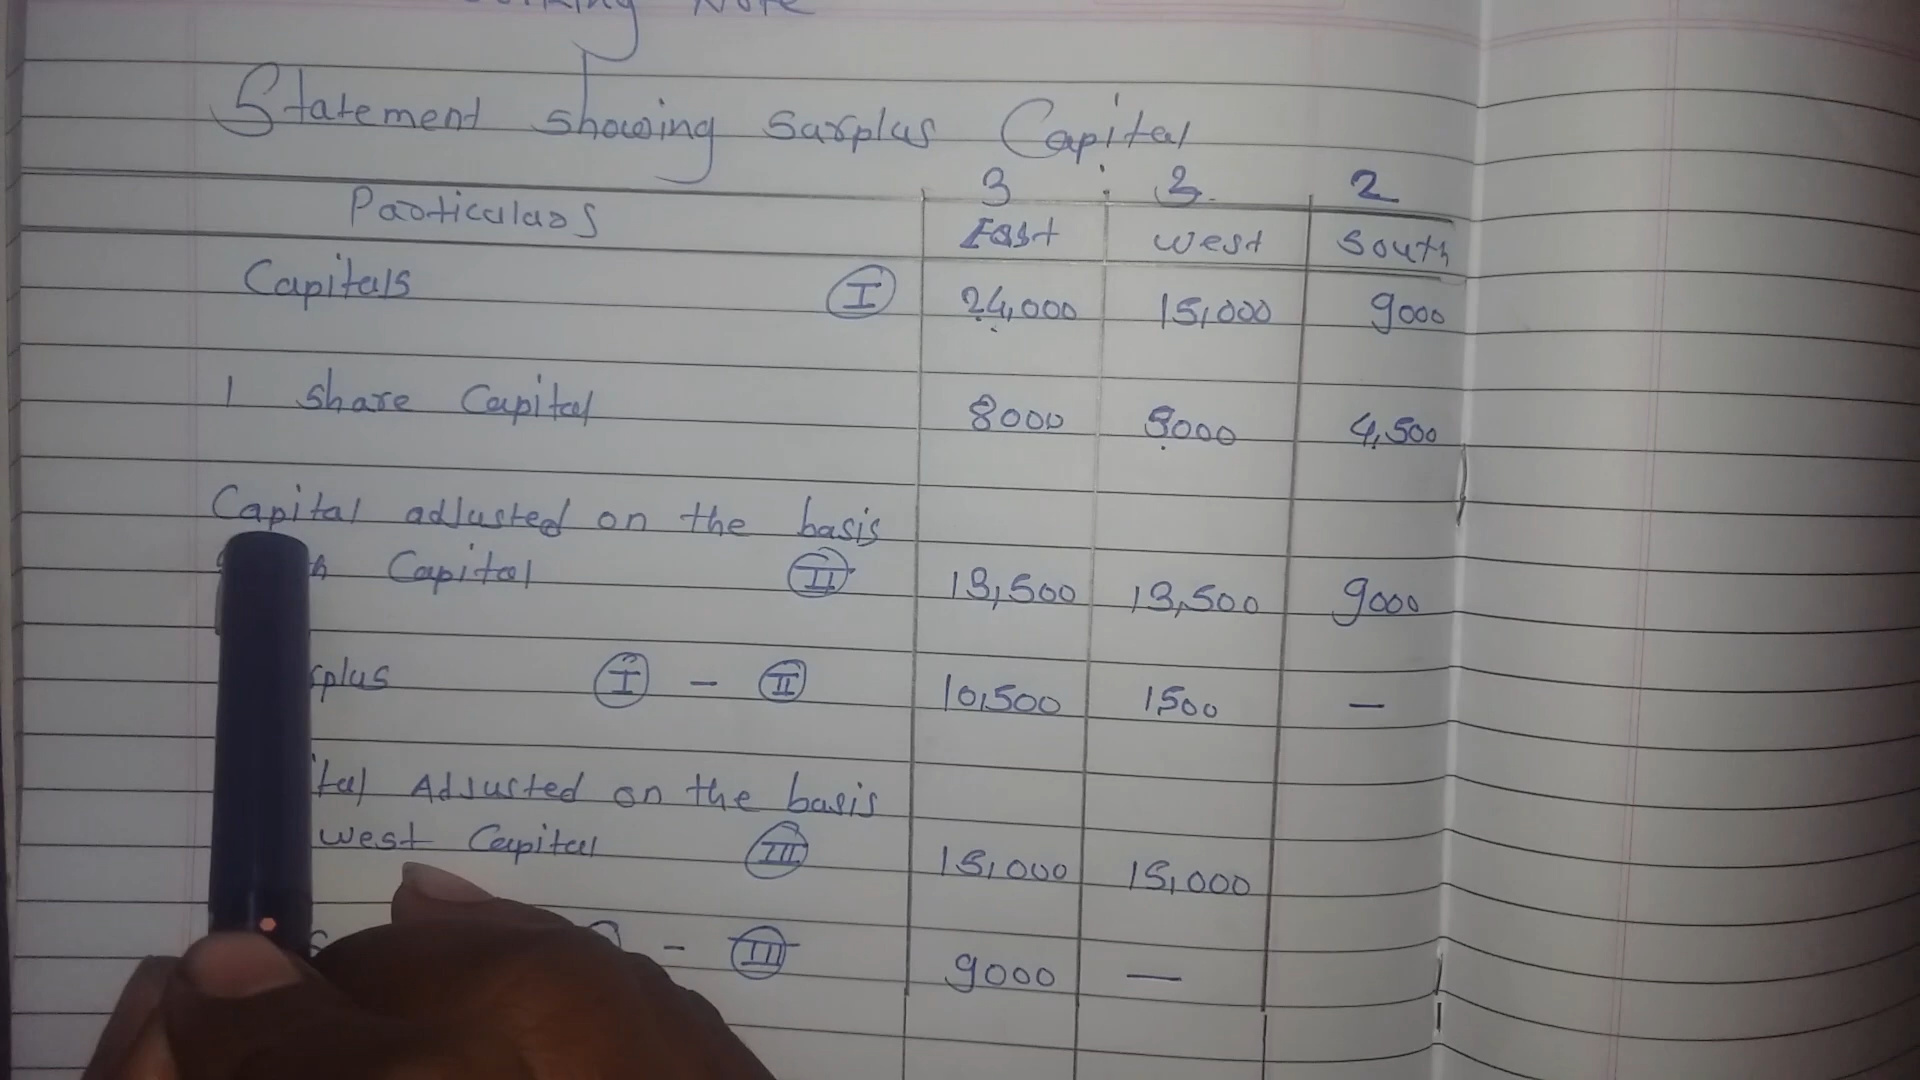 Note
Statement showing Surplus Capital
3 : 3 2
Particulars East West South
Capitals I 24,000 15,000 9000
1 share Capital 8000 5000 4,500
Capital adjusted on the basis
Capital II 13,500 13,500 9000
I - II 10,500 1500 —
Adjusted on the basis
west Capital III 15,000 15,000
- III 9000 —